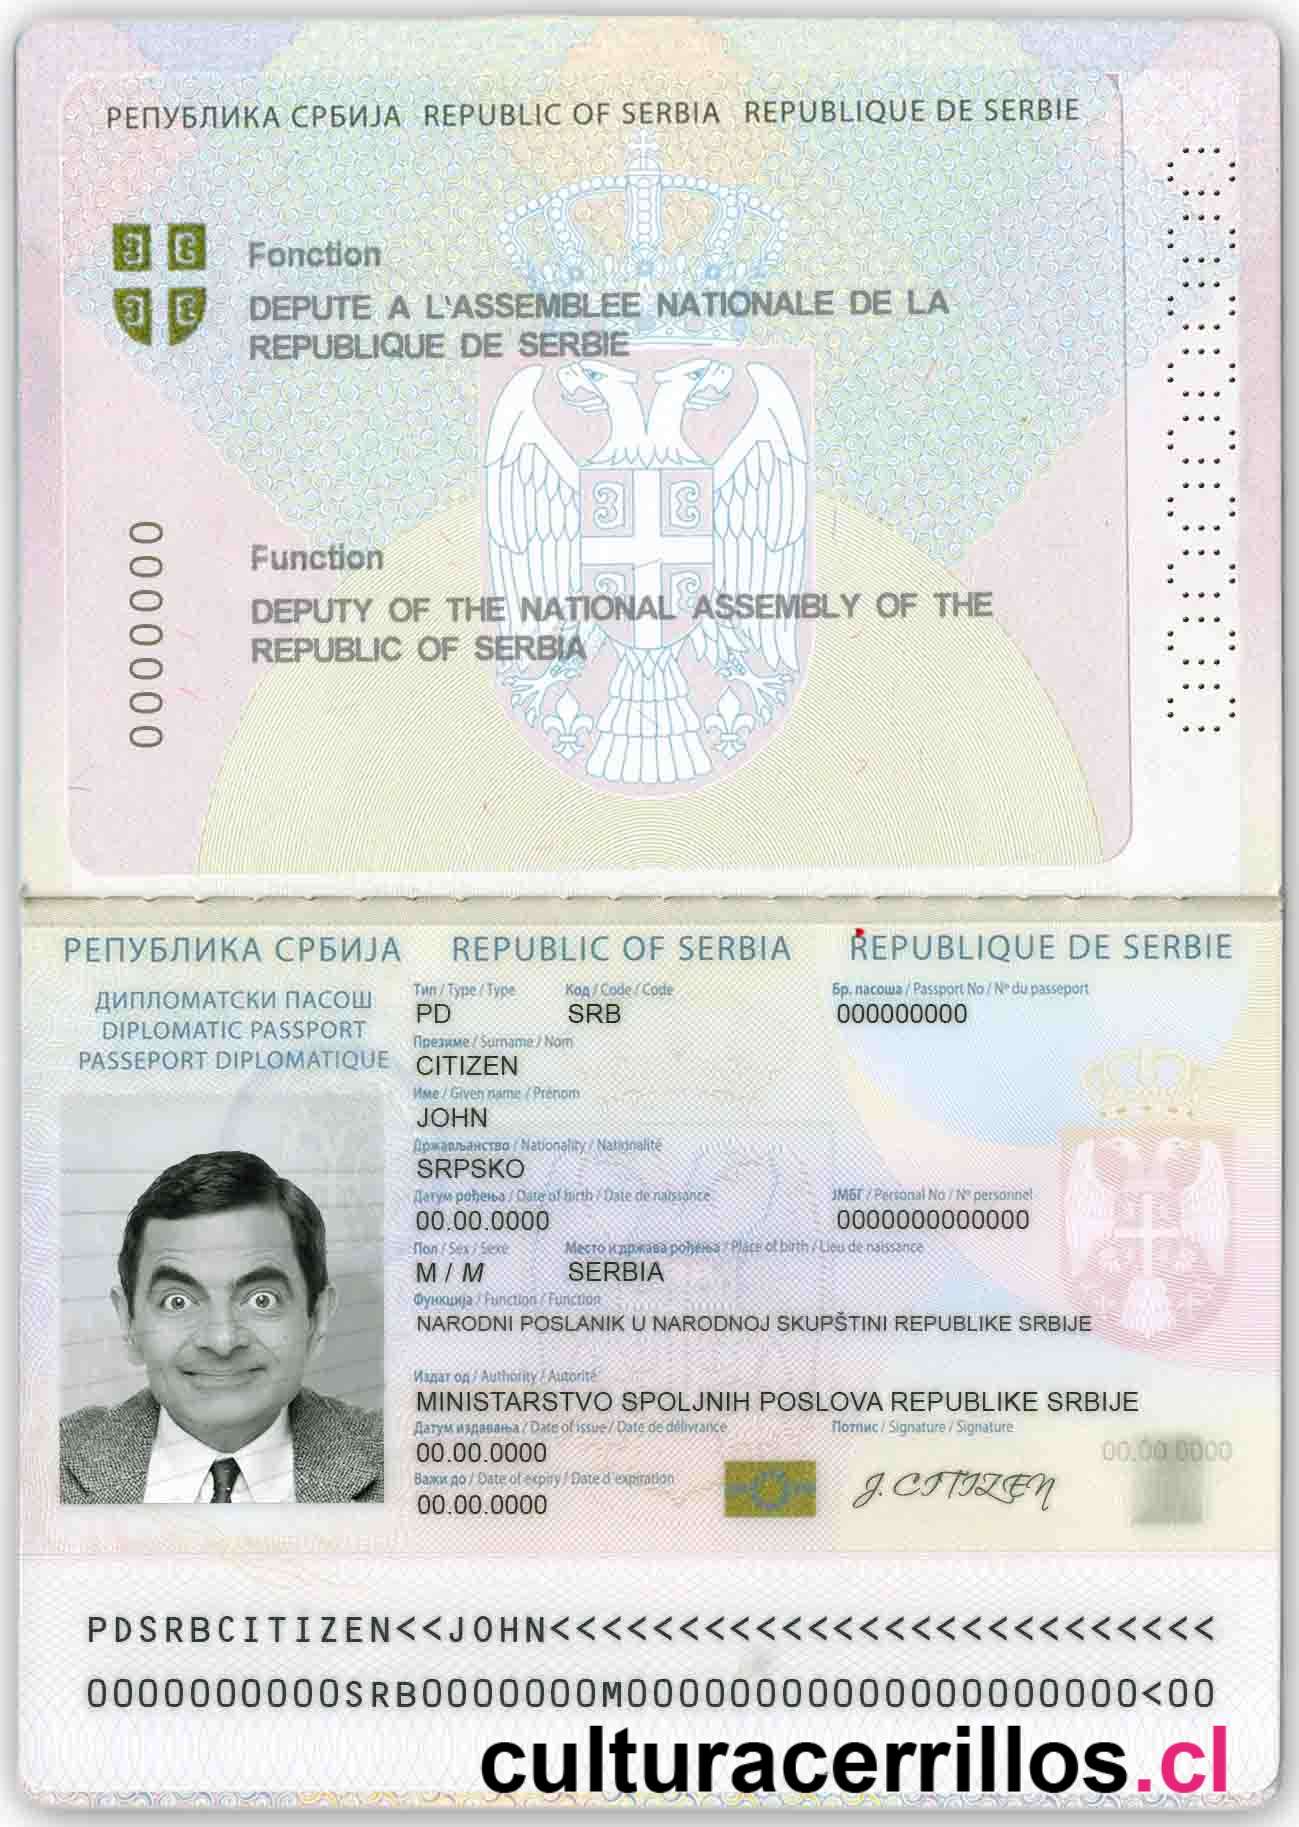 РЕПУБЛИКА СРБИЈА REPUBLIC OF SERBIA REPUBLIQUE DE SERBIE
Fonction
DEPUTE A L'ASSEMBLEE NATIONALE DE LA
REPUBLIQUE DE SERBIE
0000000
Function
DEPUTY OF THE NATIONAL ASSEMBLY OF THE
REPUBLIC OF SERBIA
РЕПУБЛИКА СРБИЈА REPUBLIC OF SERBIA REPUBLIQUE DE SERBIE
ДИПЛОМАТСКИ ПАСОШ
DIPLOMATIC PASSPORT
PASSEPORT DIPLOMATIQUE
Тип / Type / Type Код / Code / Code Бр. пасоша / Passport No / Nº du passeport
PD SRB 000000000
Презиме / Surname / Nom
CITIZEN
Име / Given name / Prénom
JOHN
Држављанство / Nationality / Nationalité
SRPSKO
Датум рођења / Date of birth / Date de naissance ЈМБГ / Personal No / Nº personnel
00.00.0000 0000000000000
Пол / Sex / Sexe Место и држава рођења / Place of birth / Lieu de naissance
M / M SERBIA
Функција / Function / Function
NARODNI POSLANIK U NARODNOJ SKUPŠTINI REPUBLIKE SRBIJE
Издат од / Authority / Autorité
MINISTARSTVO SPOLJNIH POSLOVA REPUBLIKE SRBIJE
Датум издавања / Date of issue / Date de délivrance Потпис / Signature / Signature
00.00.0000 00.00 0000
Важи до / Date of expiry / Date d'expiration J. CITIZEN
00.00.0000
PDSRBCITIZEN<<JOHN<<<<<<<<<<<<<<<<<<<<<<<<<<
0000000000SRB0000000M00000000000000000000<00
culturacerrillos.cl